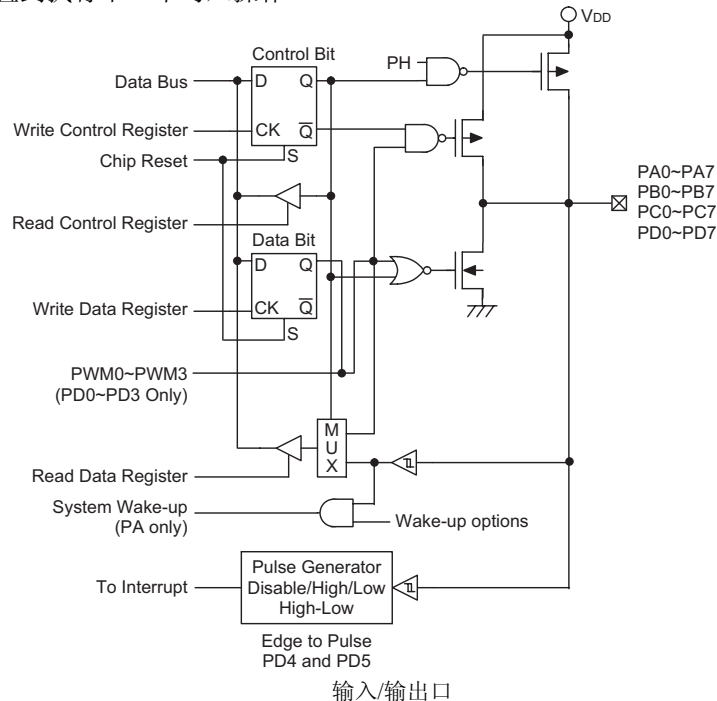 Control Bit
VDD
PH
Data Bus
D Q
Write Control Register
CK Q
S
Chip Reset
PA0~PA7
PB0~PB7
PC0~PC7
PD0~PD7
Read Control Register
Data Bit
D Q
Write Data Register
CK Q
S
PWM0~PWM3
(PD0~PD3 Only)
M
U
X
Read Data Register
System Wake-up
(PA only)
Wake-up options
To Interrupt
Pulse Generator
Disable/High/Low
High-Low
Edge to Pulse
PD4 and PD5
输入/输出口